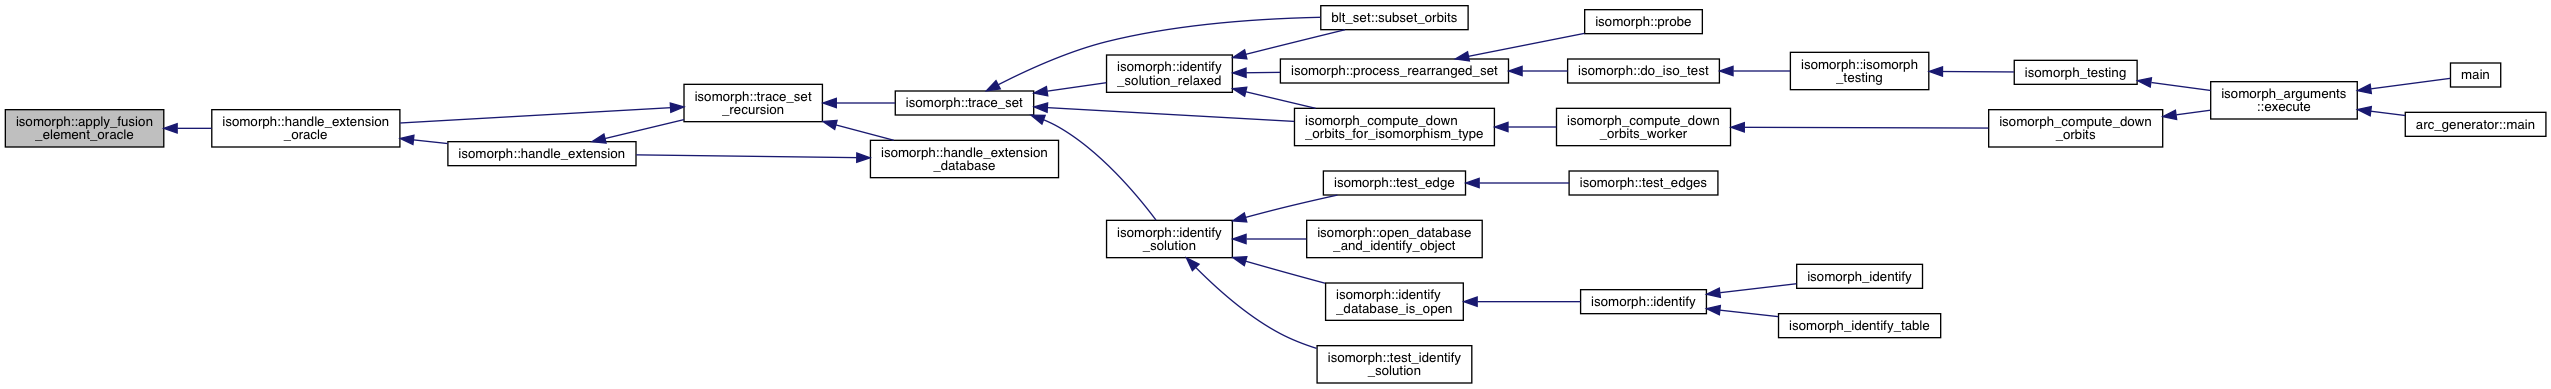 isomorph::apply_fusion
_element_oracle
isomorph::handle_extension
_oracle
isomorph::handle_extension
isomorph::trace_set
_recursion
isomorph::handle_extension
_database
isomorph::trace_set
blt_set::subset_orbits
isomorph::identify
_solution_relaxed
isomorph::process_rearranged_set
isomorph::probe
isomorph::do_iso_test
isomorph::isomorph
_testing
isomorph_testing
isomorph_arguments
::execute
main
arc_generator::main
isomorph_compute_down
_orbits_for_isomorphism_type
isomorph_compute_down
_orbits_worker
isomorph_compute_down
_orbits
isomorph::identify
_solution
isomorph::test_edge
isomorph::test_edges
isomorph::open_database
_and_identify_object
isomorph::identify
_database_is_open
isomorph::identify
isomorph_identify
isomorph_identify_table
isomorph::test_identify
_solution